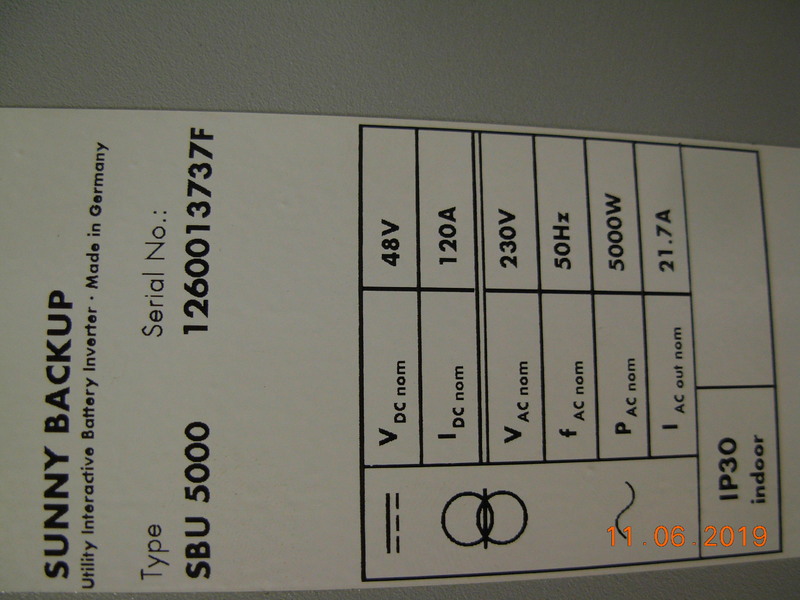 SUNNY BACKUP
Utility Interactive Battery Inverter · Made in Germany
Type Serial No.:
SBU 5000 1260013737F
V DC nom 48V
I DC nom 120A
V AC nom 230V
f AC nom 50Hz
P AC nom 5000W
I AC out nom 21.7A
IP30
indoor
11.06.2019